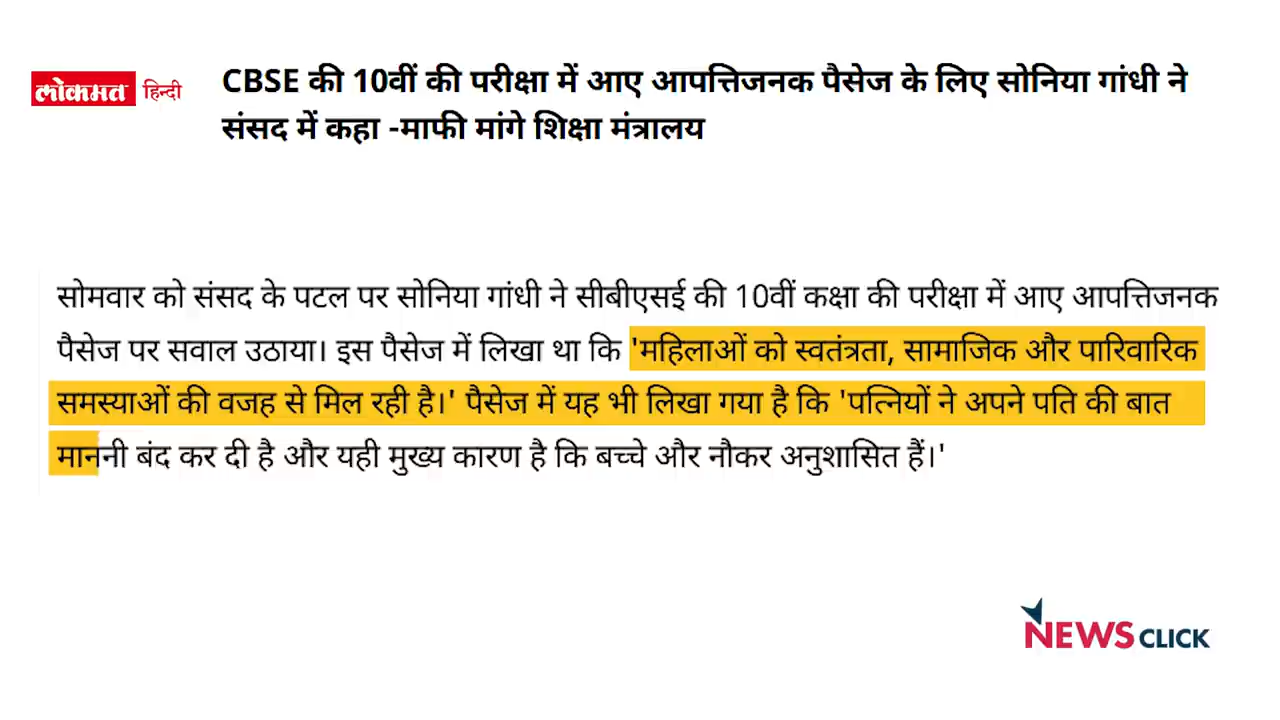 लोकमत हिन्दी
CBSE की 10वीं की परीक्षा में आए आपत्तिजनक पैसेज के लिए सोनिया गांधी ने
संसद में कहा -माफी मांगे शिक्षा मंत्रालय
सोमवार को संसद के पटल पर सोनिया गांधी ने सीबीएसई की 10वीं कक्षा की परीक्षा में आए आपत्तिजनक
पैसेज पर सवाल उठाया। इस पैसेज में लिखा था कि 'महिलाओं को स्वतंत्रता, सामाजिक और पारिवारिक
समस्याओं की वजह से मिल रही है।' पैसेज में यह भी लिखा गया है कि 'पत्नियों ने अपने पति की बात
माननी बंद कर दी है और यही मुख्य कारण है कि बच्चे और नौकर अनुशासित हैं।'
NEWS CLICK